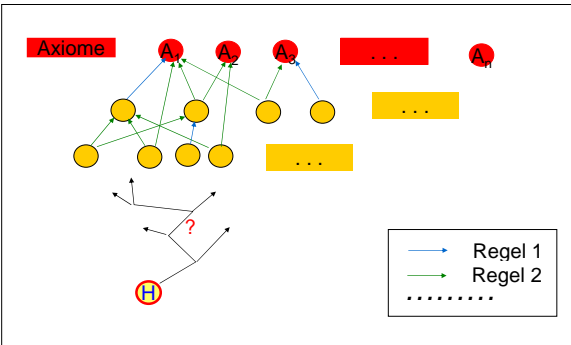 Axiome A₁ A₂ A₃ . . . Aₙ
. . .
. . .
?
H
Regel 1
Regel 2
. . . . . . . . .